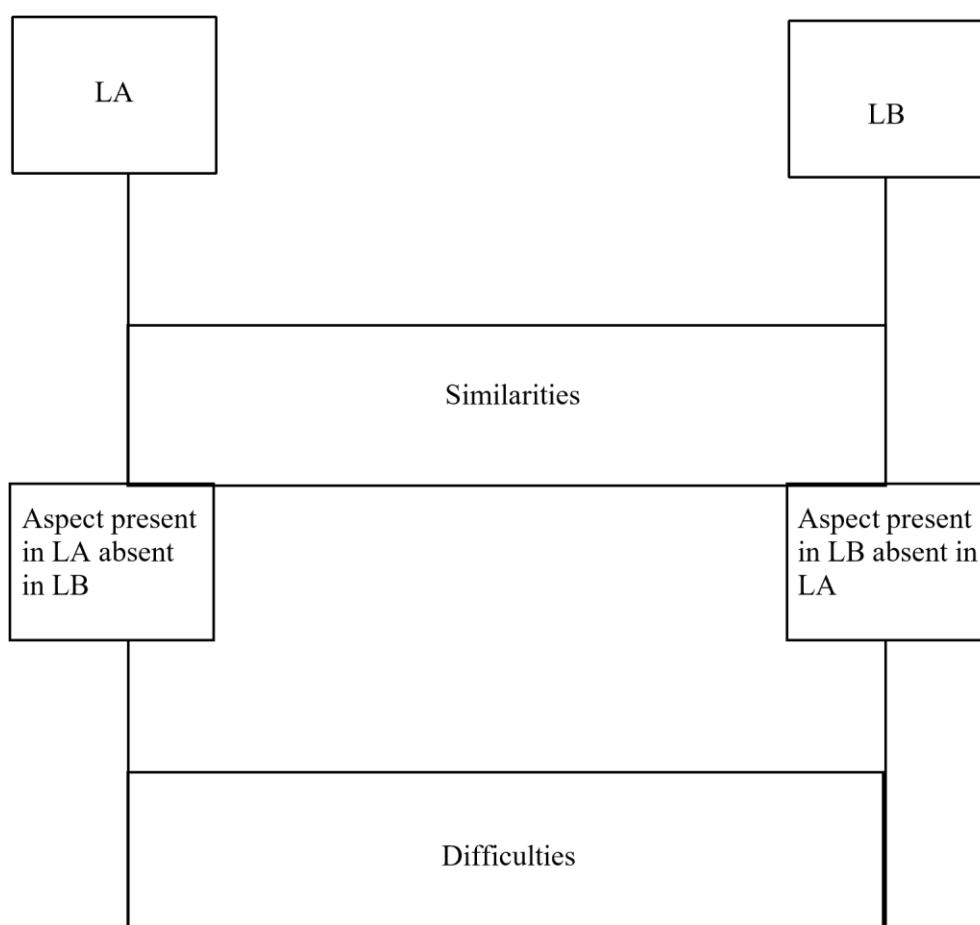 LA
LB
Similarities
Aspect present
in LA absent
in LB
Aspect present
in LB absent in
LA
Difficulties